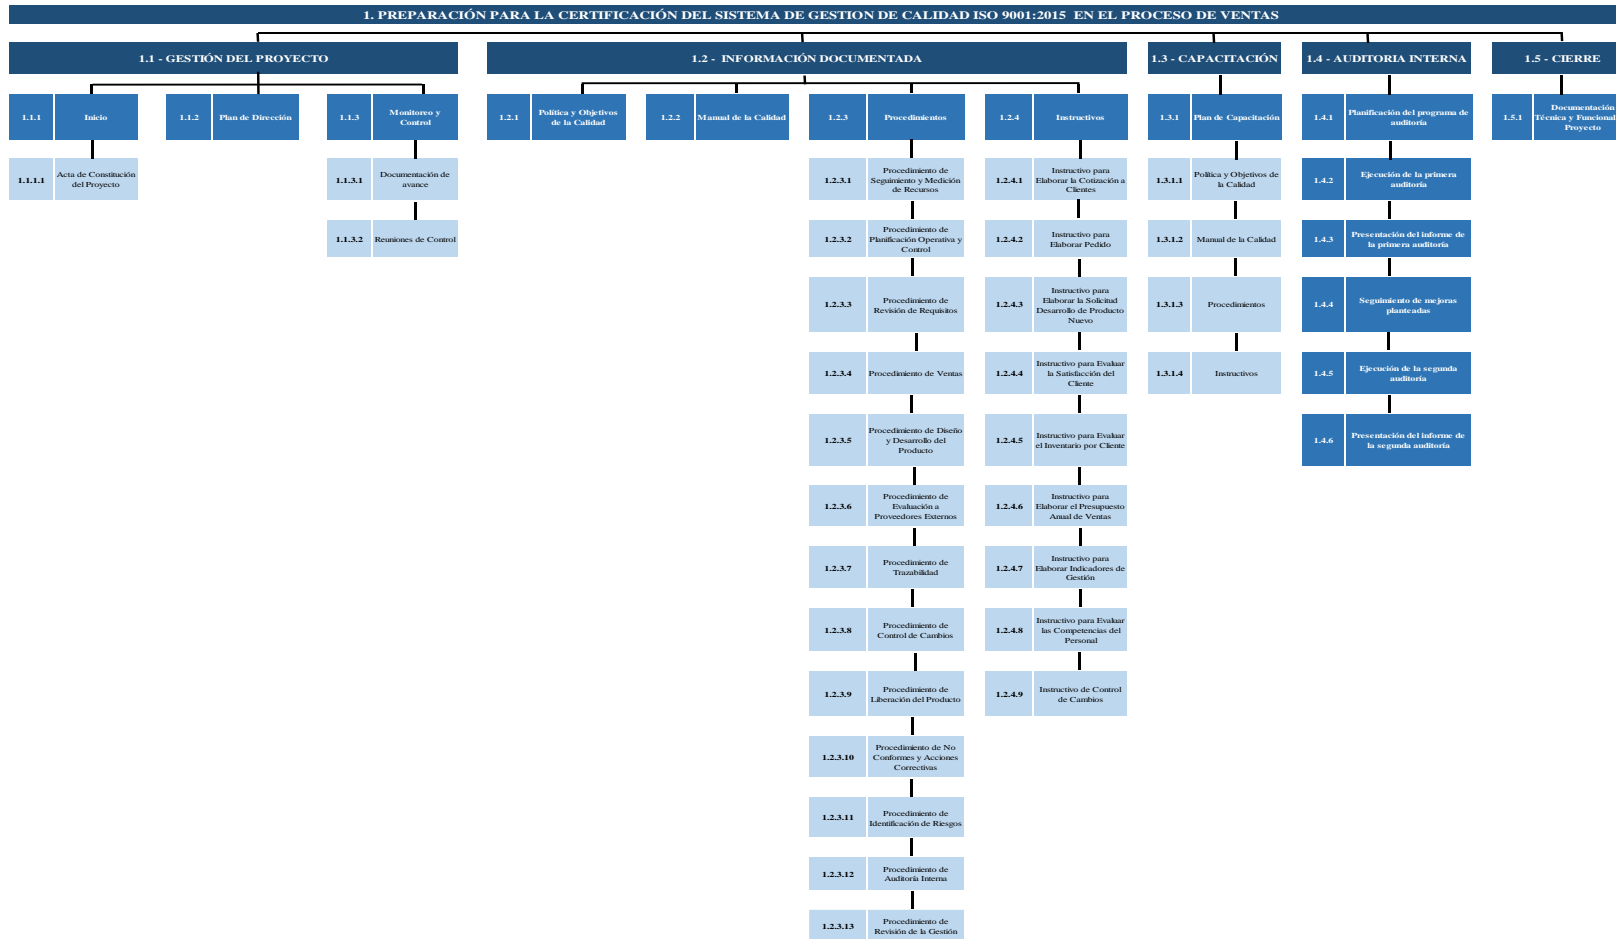 1. PREPARACIÓN PARA LA CERTIFICACIÓN DEL SISTEMA DE GESTION DE CALIDAD ISO 9001:2015 EN EL PROCESO DE VENTAS
1.1 - GESTIÓN DEL PROYECTO
1.1.1
Inicio
1.1.1.1
Acta de Constitución
del Proyecto
1.1.2
Plan de Dirección
1.1.3
Monitoreo y
Control
1.1.3.1
Documentación de
avance
1.1.3.2
Reuniones de Control
1.2 - INFORMACIÓN DOCUMENTADA
1.2.1
Política y Objetivos
de la Calidad
1.2.2
Manual de la Calidad
1.2.3
Procedimientos
1.2.3.1
Procedimiento de
Seguimiento y Medición
de Recursos
1.2.3.2
Procedimiento de
Planificación Operativa y
Control
1.2.3.3
Procedimiento de
Revisión de Requisitos
1.2.3.4
Procedimiento de Ventas
1.2.3.5
Procedimiento de Diseño
y Desarrollo del
Producto
1.2.3.6
Procedimiento de
Evaluación a
Proveedores Externos
1.2.3.7
Procedimiento de
Trazabilidad
1.2.3.8
Procedimiento de
Control de Cambios
1.2.3.9
Procedimiento de
Liberación del Producto
1.2.3.10
Procedimiento de No
Conformes y Acciones
Correctivas
1.2.3.11
Procedimiento de
Identificación de Riesgos
1.2.3.12
Procedimiento de
Auditoría Interna
1.2.3.13
Procedimiento de
Revisión de la Gestión
1.2.4
Instructivos
1.2.4.1
Instructivo para
Elaborar la Cotización a
Clientes
1.2.4.2
Instructivo para
Elaborar Pedido
1.2.4.3
Instructivo para
Elaborar la Solicitud
Desarrollo de Producto
Nuevo
1.2.4.4
Instructivo para Evaluar
la Satisfacción del
Cliente
1.2.4.5
Instructivo para Evaluar
el Inventario por Cliente
1.2.4.6
Instructivo para
Elaborar el Presupuesto
Anual de Ventas
1.2.4.7
Instructivo para
Elaborar Indicadores de
Gestión
1.2.4.8
Instructivo para Evaluar
las Competencias del
Personal
1.2.4.9
Instructivo de Control
de Cambios
1.3 - CAPACITACIÓN
1.3.1
Plan de Capacitación
1.3.1.1
Política y Objetivos de
la Calidad
1.3.1.2
Manual de la Calidad
1.3.1.3
Procedimientos
1.3.1.4
Instructivos
1.4 - AUDITORIA INTERNA
1.4.1
Planificación del programa de
auditoría
1.4.2
Ejecución de la primera
auditoría
1.4.3
Presentación del informe de
la primera auditoría
1.4.4
Seguimiento de mejoras
planteadas
1.4.5
Ejecución de la segunda
auditoría
1.4.6
Presentación del informe de
la segunda auditoría
1.5 - CIERRE
1.5.1
Documentación
Técnica y Funcional
Proyecto